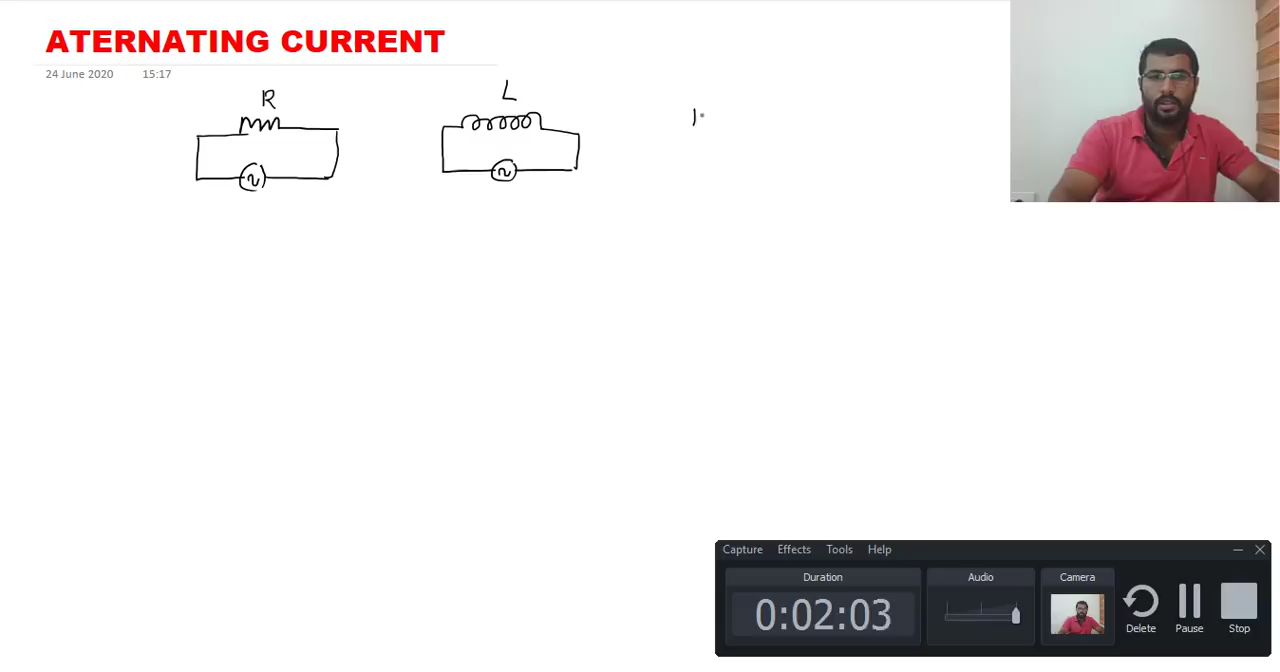 ATERNATING CURRENT
24 June 2020 15:17
R
L
Capture Effects Tools Help
Duration
Audio
Camera
0:02:03
Delete
Pause
Stop